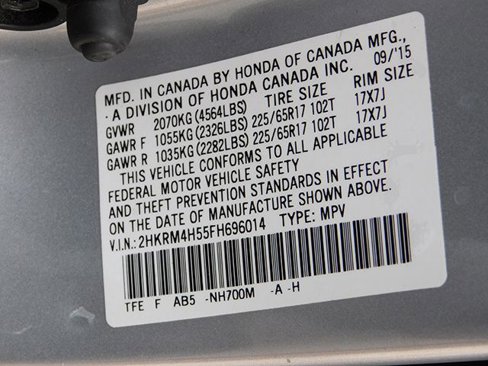 MFD. IN CANADA BY HONDA OF CANADA MFG.,
A DIVISION OF HONDA CANADA INC. 09/'15
GVWR 2070KG (4564LBS) TIRE SIZE RIM SIZE
GAWR F 1055KG (2326LBS) 225/65R17 102T 17X7J
GAWR R 1035KG (2282LBS) 225/65R17 102T 17X7J
THIS VEHICLE CONFORMS TO ALL APPLICABLE
FEDERAL MOTOR VEHICLE SAFETY
AND THEFT PREVENTION STANDARDS IN EFFECT
ON THE DATE OF MANUFACTURE SHOWN ABOVE.
V.I.N.: 2HKRM4H55FH696014 TYPE: MPV
TFE F AB5 -NH700M -A -H